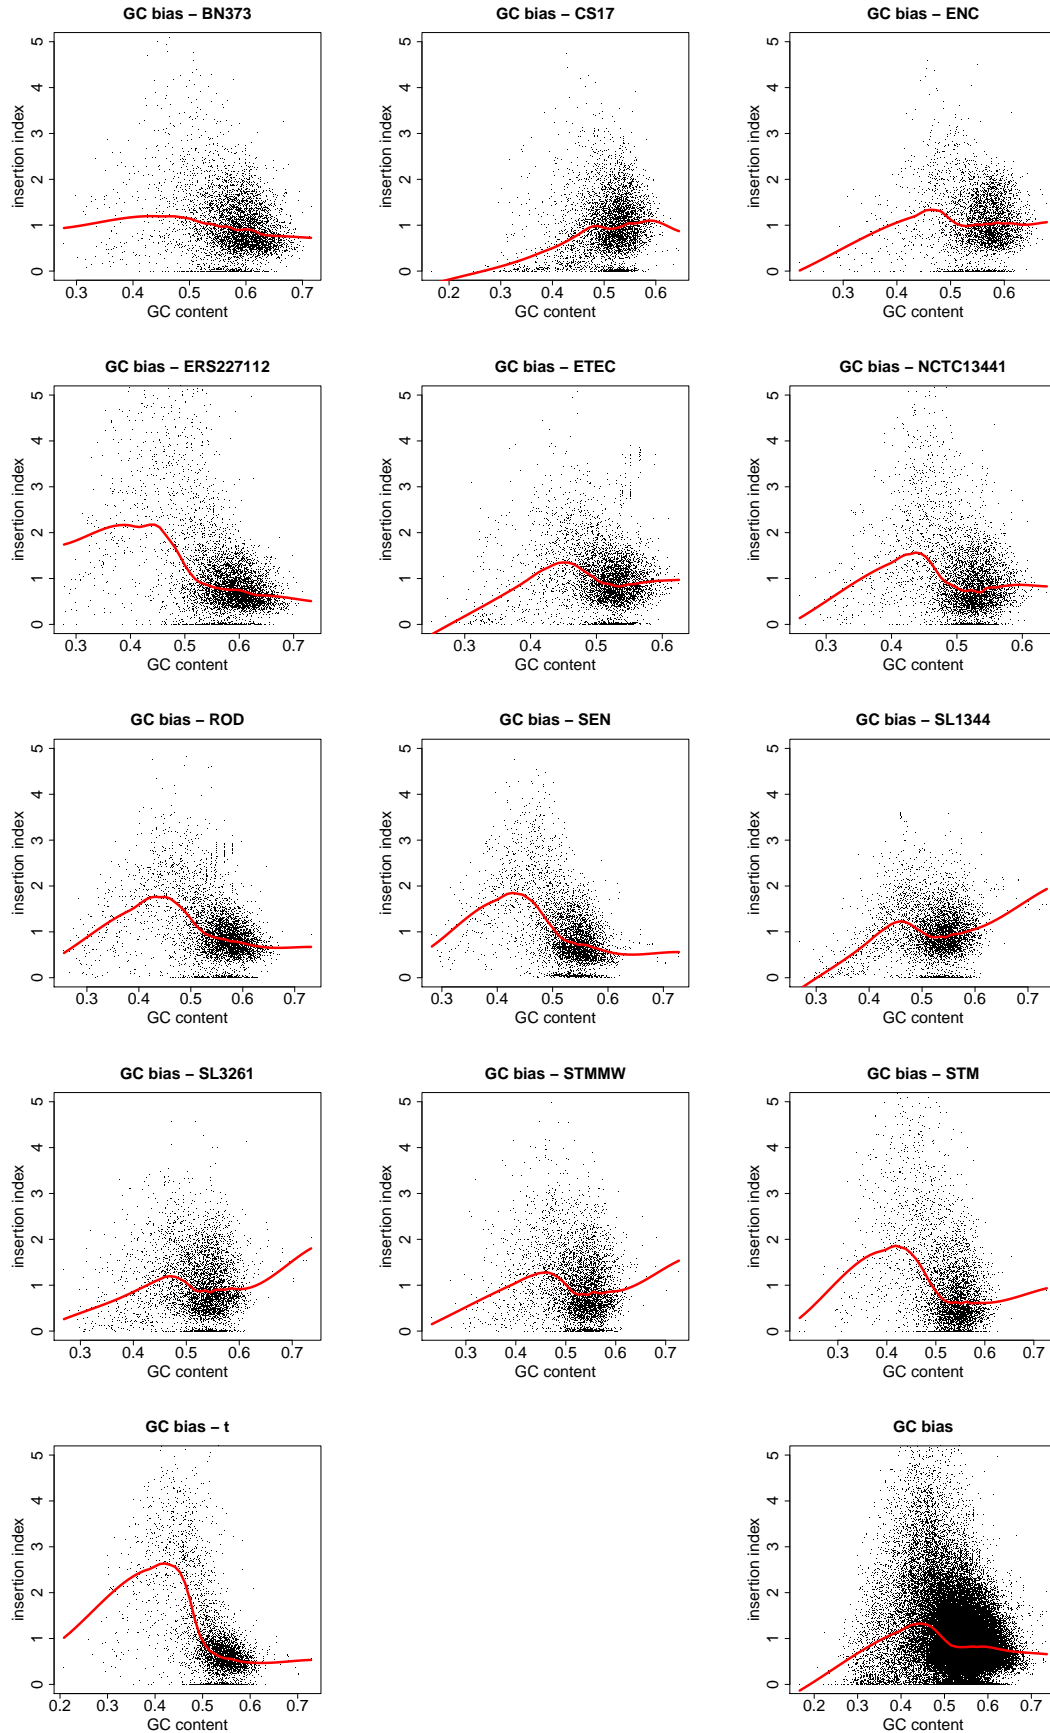 GC bias − BN373
insertion index
0 1 2 3 4 5
0.3 0.4 0.5 0.6 0.7
GC content
GC bias − CS17
insertion index
0 1 2 3 4 5
0.2 0.3 0.4 0.5 0.6
GC content
GC bias − ENC
insertion index
0 1 2 3 4 5
0.3 0.4 0.5 0.6
GC content
GC bias − ERS227112
insertion index
0 1 2 3 4 5
0.3 0.4 0.5 0.6 0.7
GC content
GC bias − ETEC
insertion index
0 1 2 3 4 5
0.3 0.4 0.5 0.6
GC content
GC bias − NCTC13441
insertion index
0 1 2 3 4 5
0.3 0.4 0.5 0.6
GC content
GC bias − ROD
insertion index
0 1 2 3 4 5
0.3 0.4 0.5 0.6 0.7
GC content
GC bias − SEN
insertion index
0 1 2 3 4 5
0.3 0.4 0.5 0.6 0.7
GC content
GC bias − SL1344
insertion index
0 1 2 3 4 5
0.3 0.4 0.5 0.6 0.7
GC content
GC bias − SL3261
insertion index
0 1 2 3 4 5
0.3 0.4 0.5 0.6 0.7
GC content
GC bias − STMMW
insertion index
0 1 2 3 4 5
0.3 0.4 0.5 0.6 0.7
GC content
GC bias − STM
insertion index
0 1 2 3 4 5
0.3 0.4 0.5 0.6 0.7
GC content
GC bias − t
insertion index
0 1 2 3 4 5
0.2 0.3 0.4 0.5 0.6 0.7
GC content
GC bias
insertion index
0 1 2 3 4 5
0.2 0.3 0.4 0.5 0.6 0.7
GC content